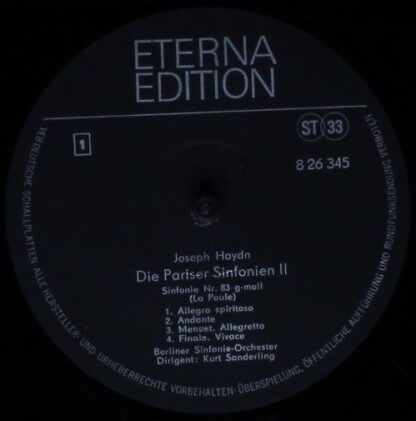 ETERNA
EDITION
ST 33
1
8 26 345
Joseph Haydn
Die Pariser Sinfonien II
Sinfonie Nr. 83 g-moll
(La Poule)
1. Allegro spiritoso
2. Andante
3. Menuet. Allegretto
4. Finale. Vivace
Berliner Sinfonie-Orchester
Dirigent: Kurt Sanderling
VEB DEUTSCHE SCHALLPLATTEN ALLE HERSTELLER UND URHEBERRECHTE VORBEHALTEN-ÜBERSPIELUNG, ÖFFENTLICHE AUFFÜHRUNG UND RUNDFUNKSENDUNG VERBOTEN